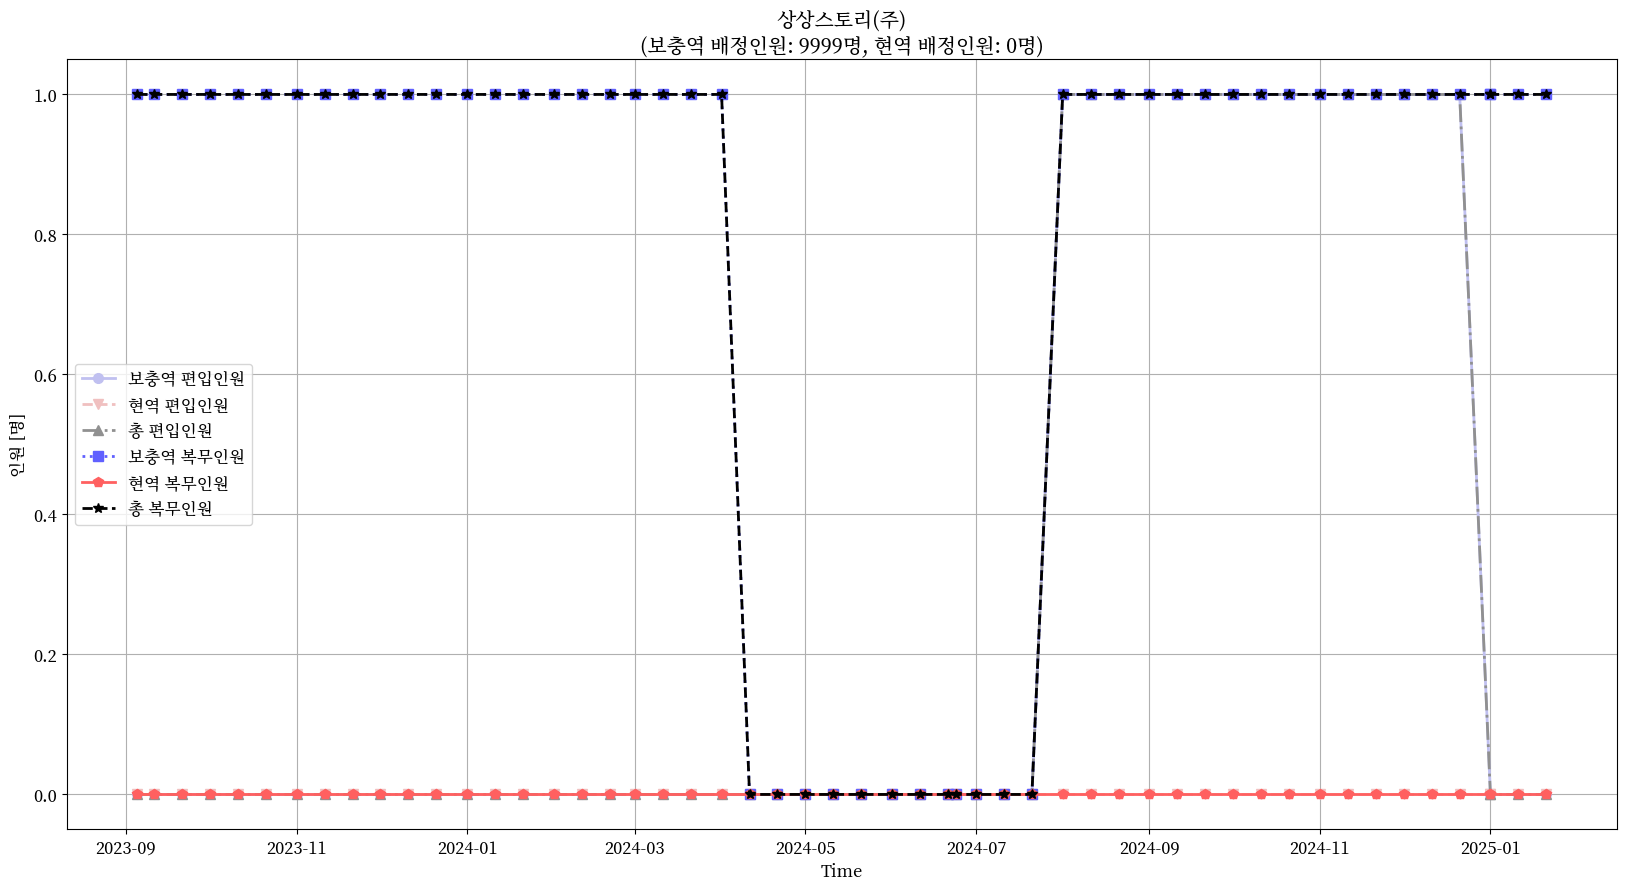 상상스토리(주)
(보충역 배정인원: 9999명, 현역 배정인원: 0명)
인원 [명]
1.0
0.8
0.6
0.4
0.2
0.0
보충역 편입인원
현역 편입인원
총 편입인원
보충역 복무인원
현역 복무인원
총 복무인원
2023-09
2023-11
2024-01
2024-03
2024-05
2024-07
2024-09
2024-11
2025-01
Time